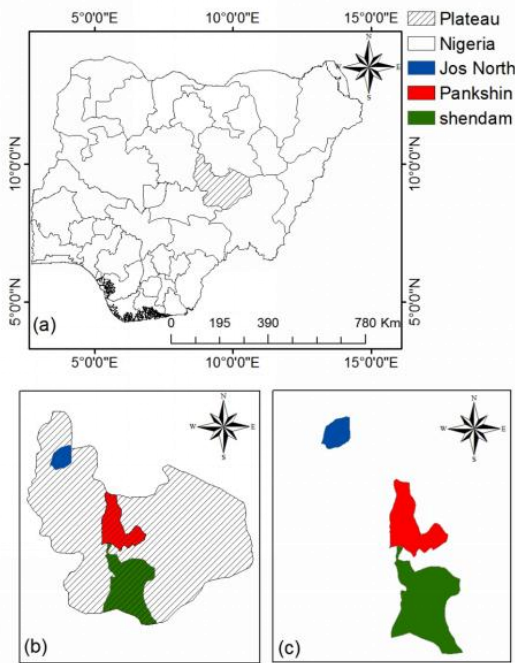 5°0'0"E 10°0'0"E 15°0'0"E
N
W E
S
Plateau
Nigeria
Jos North
Pankshin
shendam
10°0'0"N
10°0'0"N
5°0'0"N
5°0'0"N
(a)
0 195 390 780 Km
5°0'0"E 10°0'0"E 15°0'0"E
N
W E
S
(b)
N
W E
S
(c)